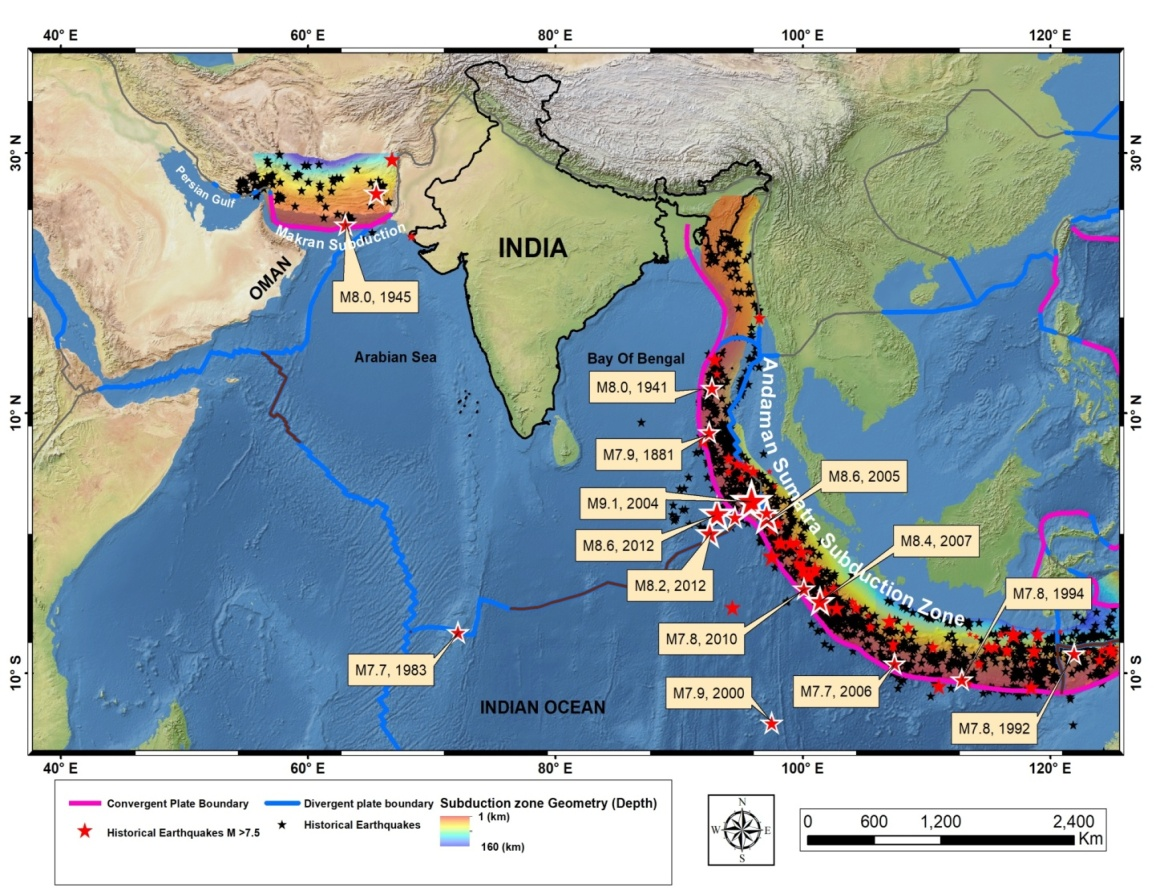 40° E 60° E 80° E 100° E 120° E
30° N
30° N
Persian Gulf
Makran Subduction
INDIA
OMAN
M8.0, 1945
Arabian Sea
Bay Of Bengal
M8.0, 1941
Andaman Sumatra Subduction Zone
10° N
10° N
M7.9, 1881
M8.6, 2005
M9.1, 2004
M8.6, 2012
M8.4, 2007
M8.2, 2012
M7.8, 1994
M7.8, 2010
M7.7, 1983
10° S
10° S
M7.9, 2000
M7.7, 2006
INDIAN OCEAN
M7.8, 1992
40° E 60° E 80° E 100° E 120° E
Convergent Plate Boundary Divergent plate boundary Subduction zone Geometry (Depth)
Historical Earthquakes M >7.5 Historical Earthquakes 1 (km)
160 (km)
N
W E
S
0 600 1,200 2,400
Km